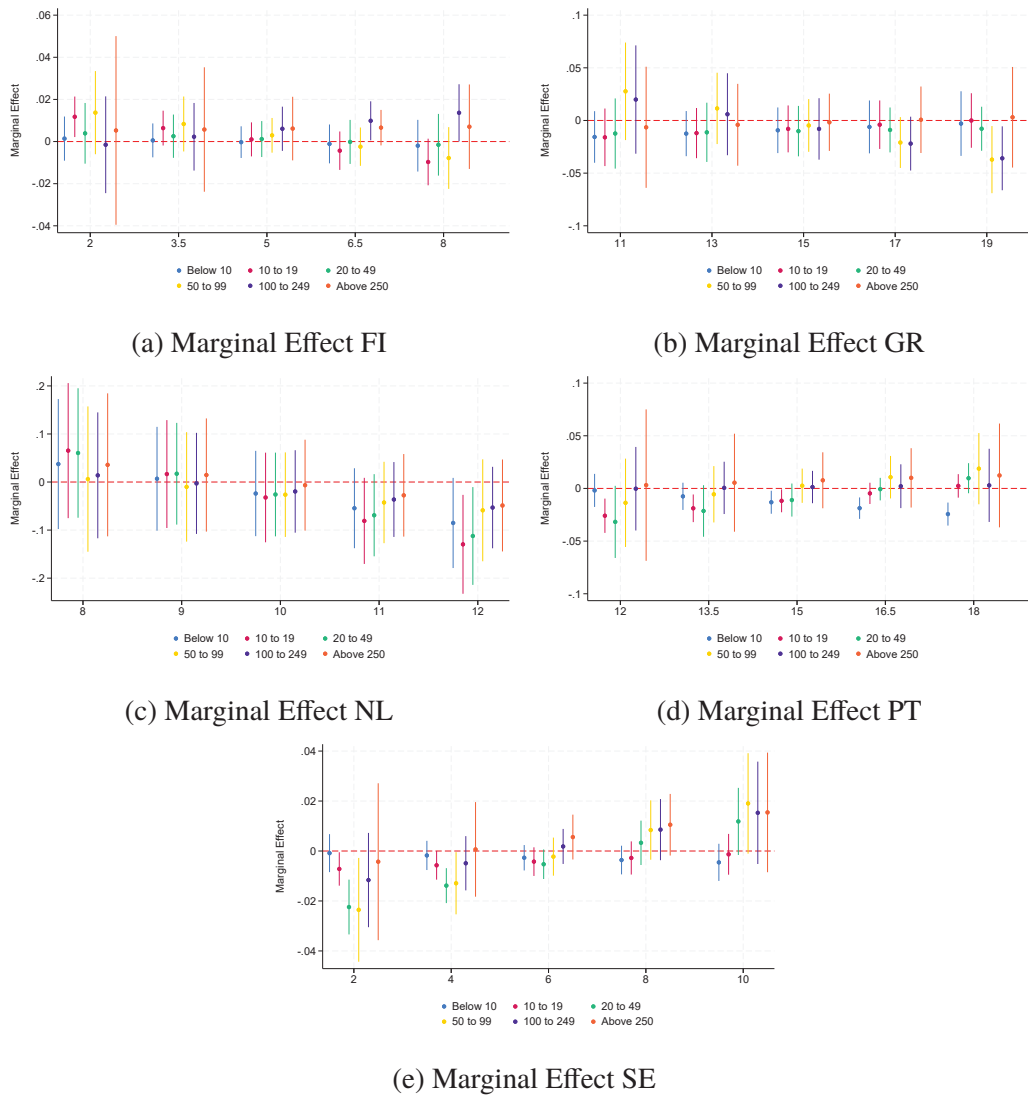 .06
.04
.02
0
-.02
-.04
Marginal Effect
2 3.5 5 6.5 8
Below 10 10 to 19 20 to 49
50 to 99 100 to 249 Above 250
(a) Marginal Effect FI
.1
.05
0
-.05
-.1
Marginal Effect
11 13 15 17 19
Below 10 10 to 19 20 to 49
50 to 99 100 to 249 Above 250
(b) Marginal Effect GR
.2
.1
0
-.1
-.2
Marginal Effect
8 9 10 11 12
Below 10 10 to 19 20 to 49
50 to 99 100 to 249 Above 250
(c) Marginal Effect NL
.1
.05
0
-.05
-.1
Marginal Effect
12 13.5 15 16.5 18
Below 10 10 to 19 20 to 49
50 to 99 100 to 249 Above 250
(d) Marginal Effect PT
.04
.02
0
-.02
-.04
Marginal Effect
2 4 6 8 10
Below 10 10 to 19 20 to 49
50 to 99 100 to 249 Above 250
(e) Marginal Effect SE